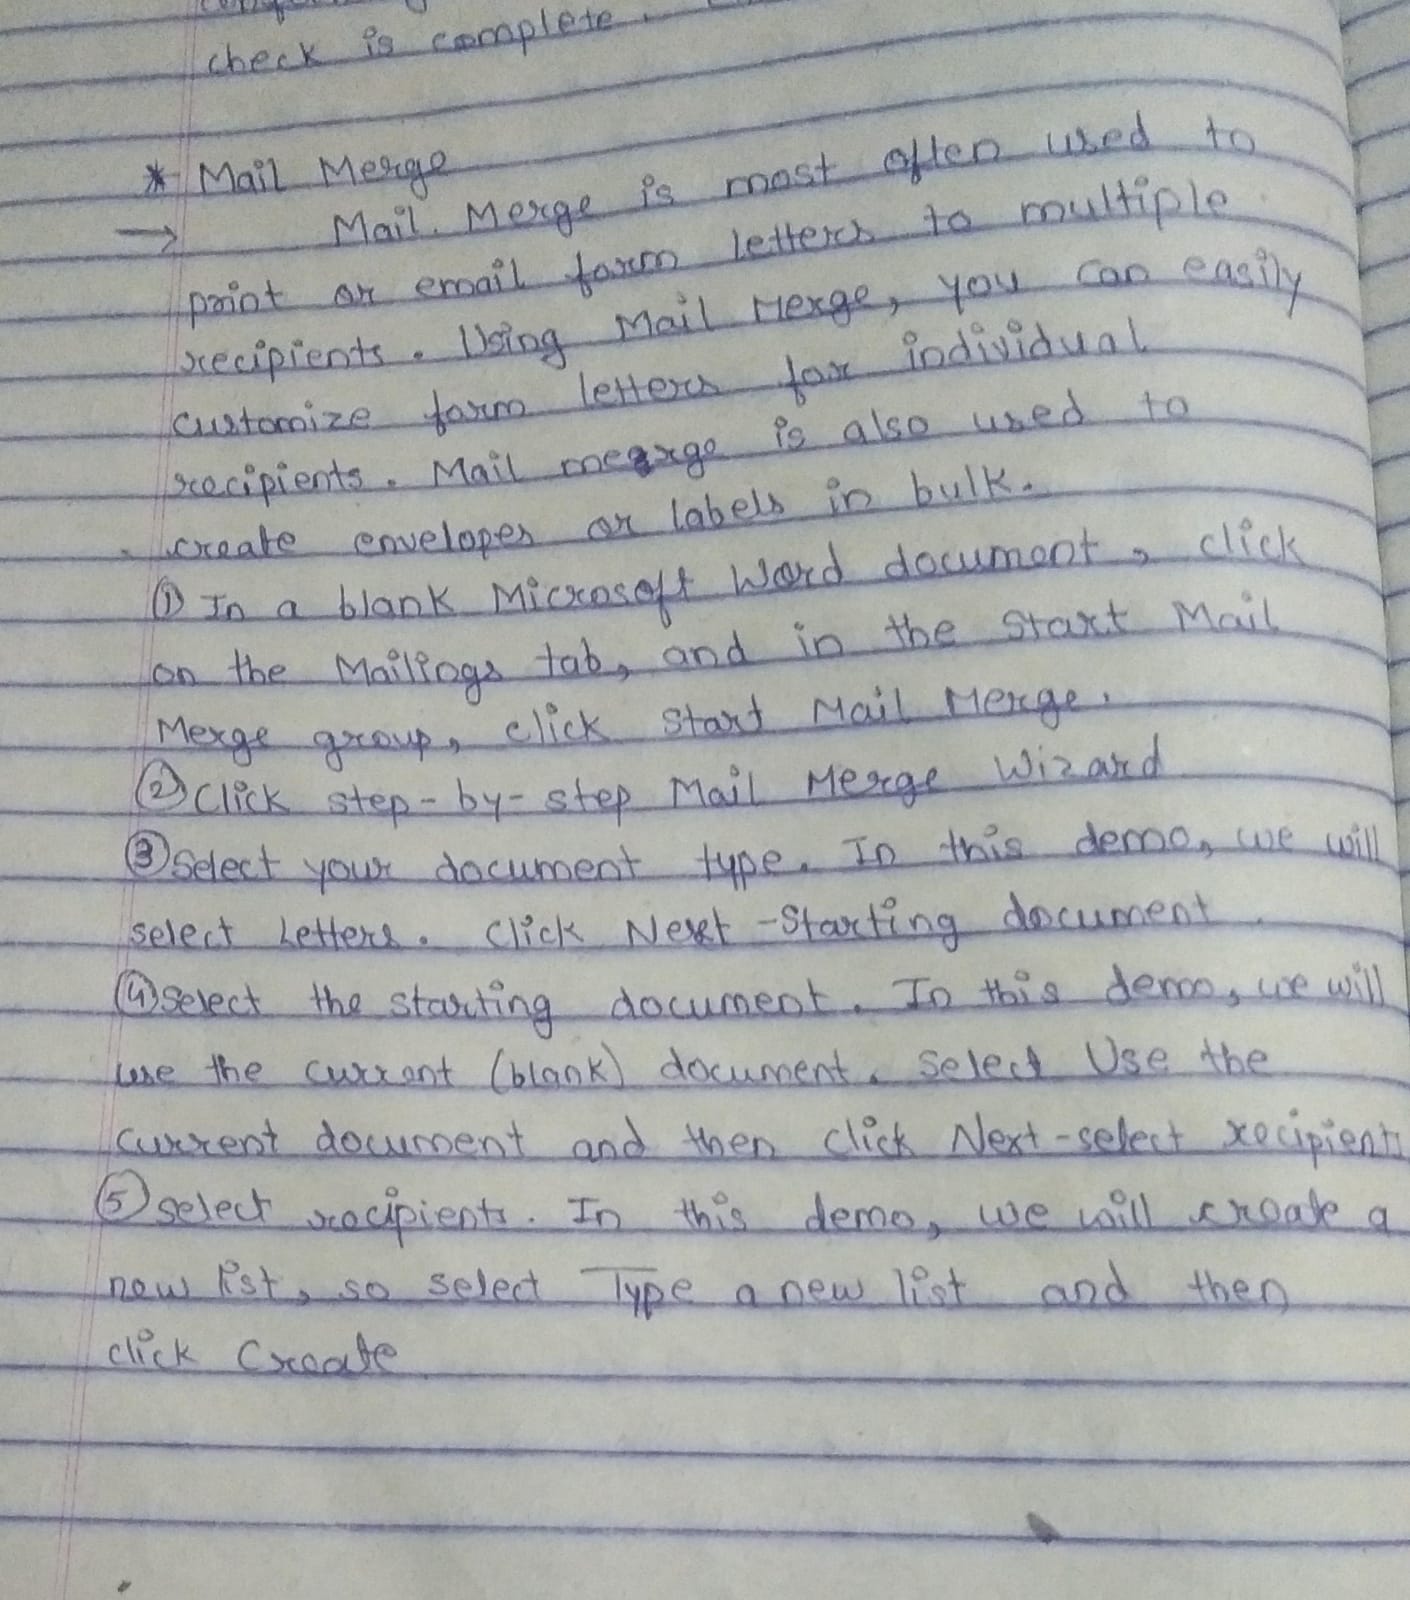 check is complete.
* Mail Merge
→ Mail Merge is most often used to
print or email form letters to multiple
recipients. Using Mail Merge, you can easily
customize form letters for individual
recipients. Mail merge is also used to
create envelopes or labels in bulk.
① In a blank Microsoft Word document, click
on the Mailings tab, and in the Start Mail
Merge group, click Start Mail Merge.
② Click step-by-step Mail Merge Wizard
③ Select your document type. In this demo, we will
select Letters. Click Next -Starting document
④ Select the starting document. In this demo, we will
use the current (blank) document. Select Use the
current document and then click Next-select recipients
⑤ select recipients. In this demo, we will create a
new list, so select Type a new list and then
click Create